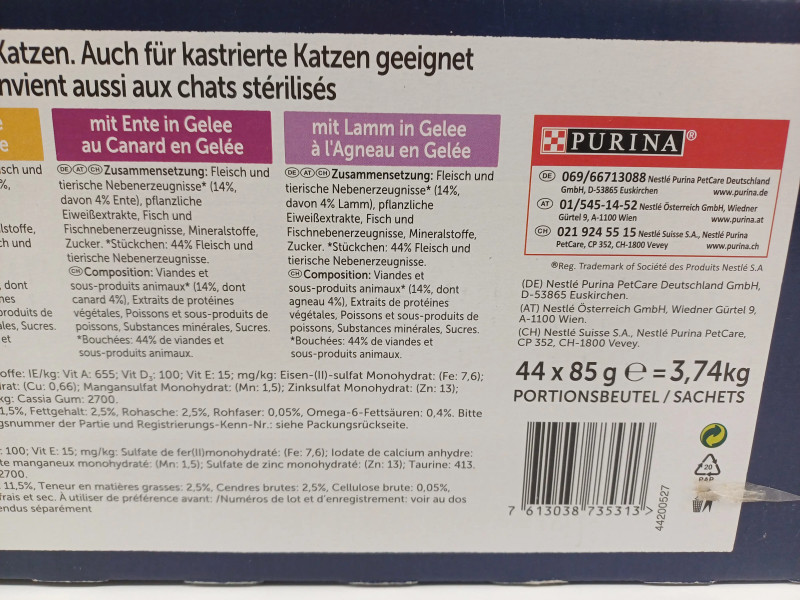 Katzen. Auch für kastrierte Katzen geeignet
nvient aussi aux chats stérilisés
e
e
sch und
%,
lstoffe,
ch und
dont
nes
produits de
ales, Sucres.
et
mit Ente in Gelee
au Canard en Gelée
DE AT CH Zusammensetzung: Fleisch und
tierische Nebenerzeugnisse* (14%,
davon 4% Ente), pflanzliche
Eiweißextrakte, Fisch und
Fischnebenerzeugnisse, Mineralstoffe,
Zucker. *Stückchen: 44% Fleisch und
tierische Nebenerzeugnisse.
CH Composition: Viandes et
sous-produits animaux* (14%, dont
canard 4%), Extraits de protéines
végétales, Poissons et sous-produits de
poissons, Substances minérales, Sucres.
*Bouchées: 44% de viandes et
sous-produits animaux.
mit Lamm in Gelee
à l'Agneau en Gelée
DE AT CH Zusammensetzung: Fleisch und
tierische Nebenerzeugnisse* (14%,
davon 4% Lamm), pflanzliche
Eiweißextrakte, Fisch und
Fischnebenerzeugnisse, Mineralstoffe,
Zucker. *Stückchen: 44% Fleisch und
tierische Nebenerzeugnisse.
CH Composition: Viandes et
sous-produits animaux* (14%, dont
agneau 4%), Extraits de protéines
végétales, Poissons et sous-produits de
poissons, Substances minérales, Sucres.
*Bouchées: 44% de viandes et
sous-produits animaux.
offe: IE/kg: Vit A: 655; Vit D3: 100; Vit E: 15; mg/kg: Eisen-(II)-sulfat Monohydrat: (Fe: 7,6);
rat: (Cu: 0,66); Mangansulfat Monohydrat: (Mn: 1,5); Zinksulfat Monohydrat: (Zn: 13);
kg: Cassia Gum: 2700.
1,5%, Fettgehalt: 2,5%, Rohasche: 2,5%, Rohfaser: 0,05%, Omega-6-Fettsäuren: 0,4%. Bitte
gsnummer der Partie und Registrierungs-Kenn-Nr.: siehe Packungsrückseite.
: 100; Vit E: 15; mg/kg: Sulfate de fer(II)monohydraté: (Fe: 7,6); Iodate de calcium anhydre:
te manganeux monohydraté: (Mn: 1,5); Sulfate de zinc monohydraté: (Zn: 13); Taurine: 413.
2700.
11,5%, Teneur en matières grasses: 2,5%, Cendres brutes: 2,5%, Cellulose brute: 0,05%,
frais et sec. À utiliser de préférence avant: /Numéros de lot et d'enregistrement: voir au dos
endus séparément
PURINA®
DE 069/66713088 Nestlé Purina PetCare Deutschland
GmbH, D-53865 Euskirchen www.purina.de
AT 01/545-14-52 Nestlé Österreich GmbH, Wiedner
Gürtel 9, A-1100 Wien www.purina.at
CH 021 924 55 15 Nestlé Suisse S.A., Nestlé Purina
PetCare, CP 352, CH-1800 Vevey www.purina.ch
®Reg. Trademark of Société des Produits Nestlé S.A
(DE) Nestlé Purina PetCare Deutschland GmbH,
D-53865 Euskirchen.
(AT) Nestlé Österreich GmbH, Wiedner Gürtel 9,
A-1100 Wien.
(CH) Nestlé Suisse S.A., Nestlé Purina PetCare,
CP 352, CH-1800 Vevey.
44 x 85 g ℮ = 3,74kg
PORTIONSBEUTEL / SACHETS
7 613038 735313 >
44200527
20
PAP